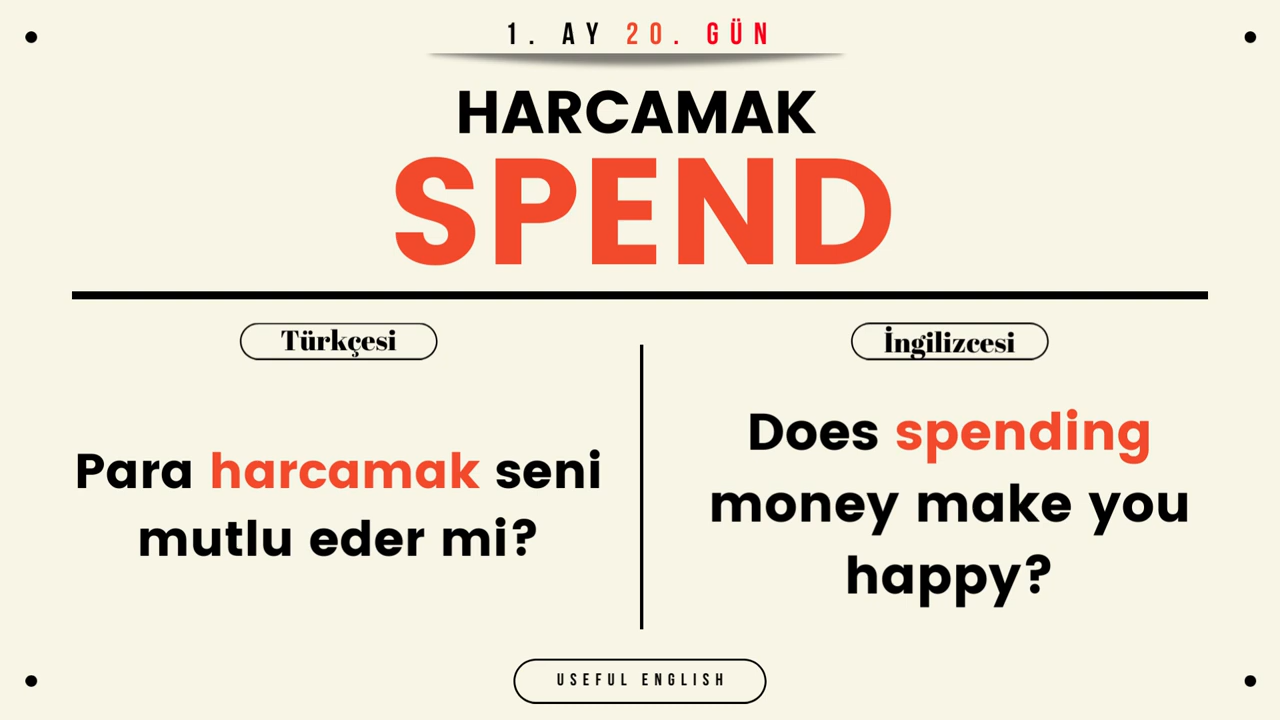 1. AY 20. GÜN
HARCAMAK
SPEND
Türkçesi
Para harcamak seni
mutlu eder mi?
İngilizcesi
Does spending
money make you
happy?
USEFUL ENGLISH